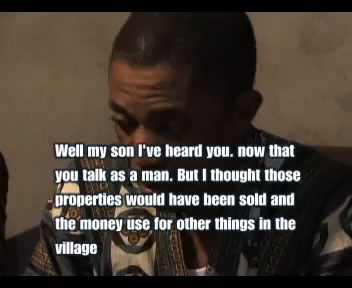 Well my son I've heard you. now that
you talk as a man. But I thought those
properties would have been sold and
the money use for other things in the
village